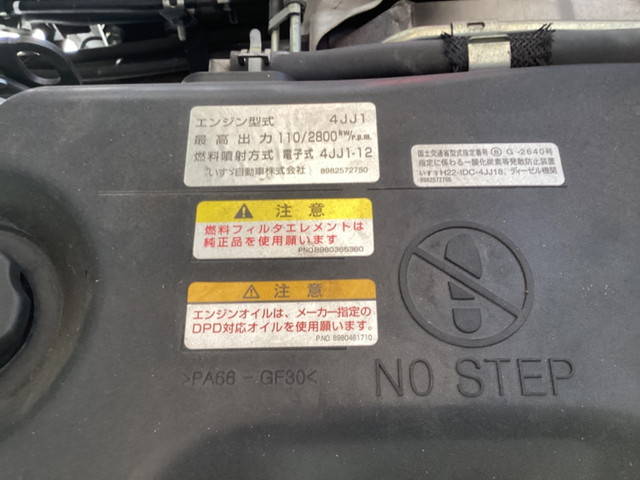 エンジン型式 4JJ1
最高出力 110/2800kW/r.p.m.
燃料噴射方式 電子式 4JJ1-12
いすゞ自動車株式会社 8982572750
国土交通省型式指定番号 G-2640号
指定に係わる一酸化炭素等発散防止装置
いすゞH22-IDC-4JJ18、ディーゼル機関
注意
燃料フィルタエレメントは
純正品を使用願います
P.NO 8980365360
注意
エンジンオイルは、メーカー指定の
DPD対応オイルを使用願います。
P.NO 8980461710
>PA66-GF30<
NO STEP